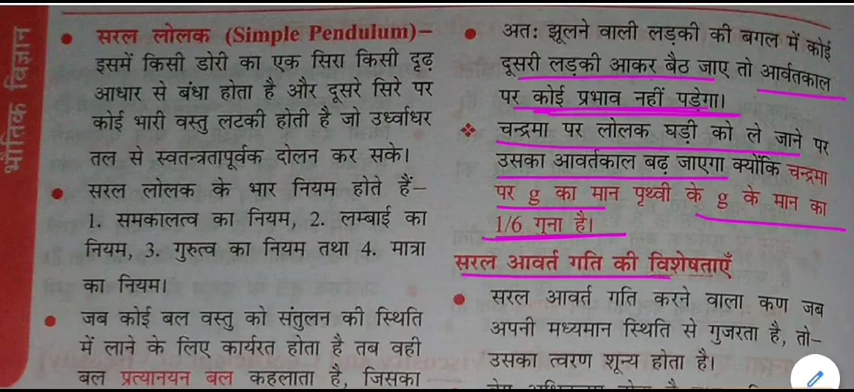 भौतिक विज्ञान
सरल लोलक (Simple Pendulum)–
इसमें किसी डोरी का एक सिरा किसी दृढ़
आधार से बंधा होता है और दूसरे सिरे पर
कोई भारी वस्तु लटकी होती है जो उर्ध्वाधर
तल से स्वतन्त्रतापूर्वक दोलन कर सके।
सरल लोलक के भार नियम होते हैं–
1. समकालत्व का नियम, 2. लम्बाई का
नियम, 3. गुरुत्व का नियम तथा 4. मात्रा
का नियम।
जब कोई बल वस्तु को संतुलन की स्थिति
में लाने के लिए कार्यरत होता है तब वही
बल प्रत्यानयन बल कहलाता है, जिसका
अतः झूलने वाली लड़की की बगल में कोई
दूसरी लड़की आकर बैठ जाए तो आर्वतकाल
पर कोई प्रभाव नहीं पड़ेगा।
चन्द्रमा पर लोलक घड़ी को ले जाने पर
उसका आवर्तकाल बढ़ जाएगा क्योंकि चन्द्रमा
पर g का मान पृथ्वी के g के मान का
1/6 गुना है।
सरल आवर्त गति की विशेषताएँ
सरल आवर्त गति करने वाला कण जब
अपनी मध्यमान स्थिति से गुजरता है, तो–
उसका त्वरण शून्य होता है।